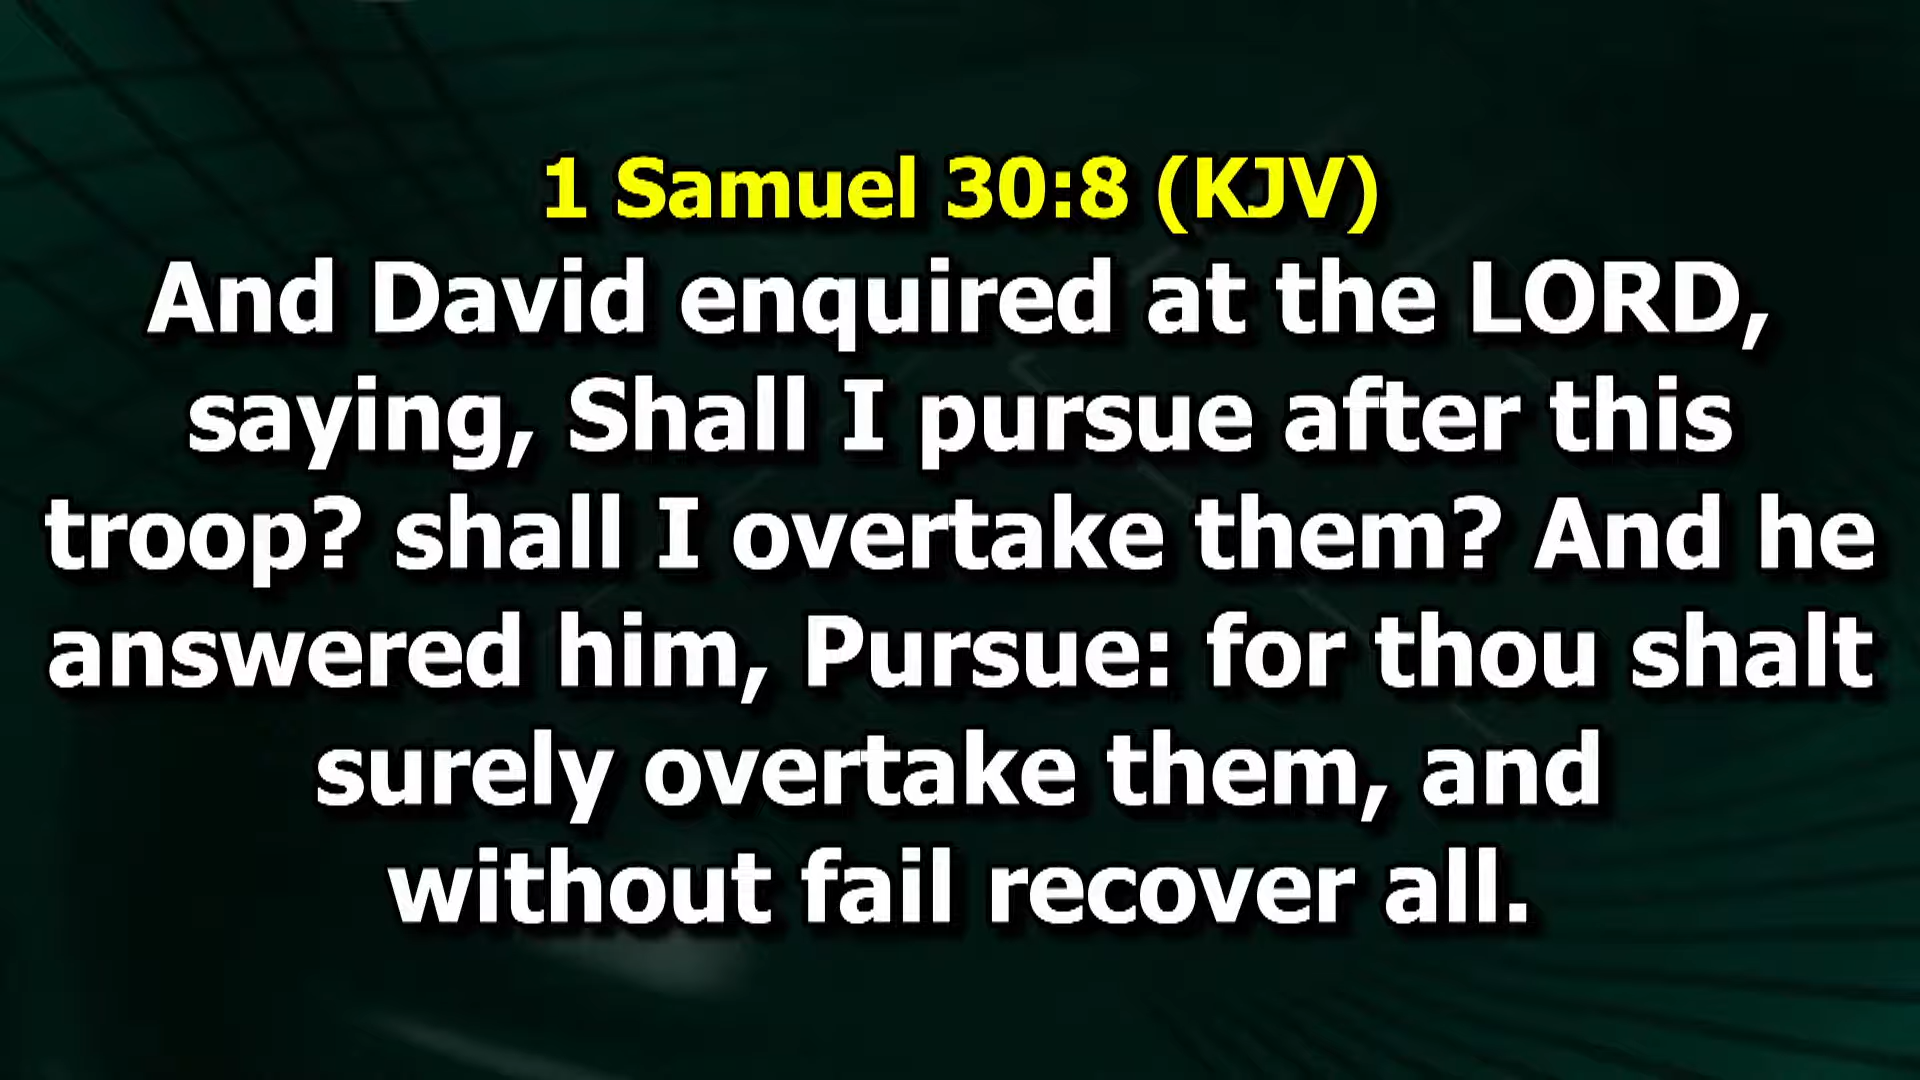 1 Samuel 30:8 (KJV)
And David enquired at the LORD,
saying, Shall I pursue after this
troop? shall I overtake them? And he
answered him, Pursue: for thou shalt
surely overtake them, and
without fail recover all.